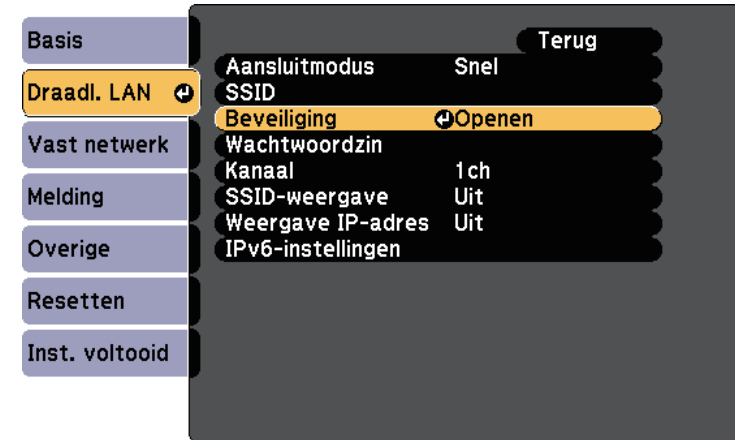 Basis
Draadl. LAN
Vast netwerk
Melding
Overige
Resetten
Inst. voltooid
Terug
Aansluitmodus Snel
SSID
Beveiliging Openen
Wachtwoordzin
Kanaal 1ch
SSID-weergave Uit
Weergave IP-adres Uit
IPv6-instellingen